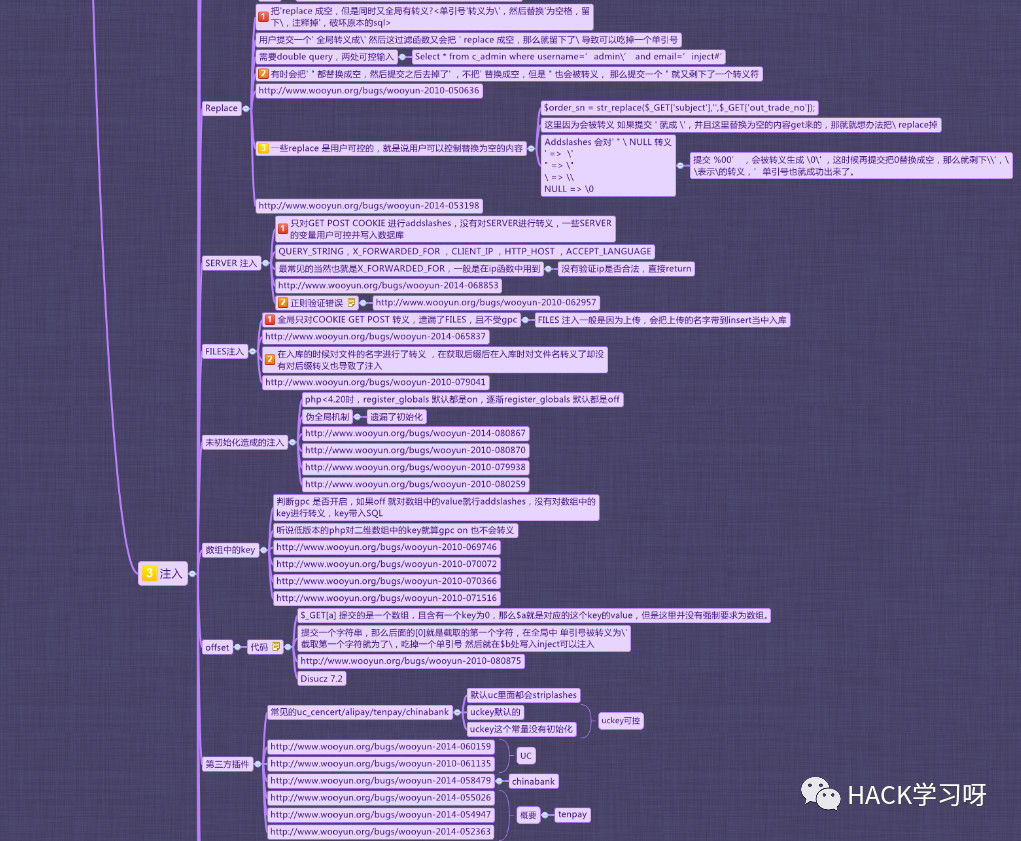 1 把'replace 成空，但是同时又全局有转义?<单引号'转义为\'，然后替换'为空格，留
下\，注释掉'，破坏原本的sql>
用户提交一个' 全局转义成\' 然后这过滤函数又会把 ' replace 成空，那么就留下了\ 导致可以吃掉一个单引号
需要double query，两处可控输入
Select * from c_admin where username=' admin\' and email=' inject#'
2 有时会把' " 都替换成空，然后提交之后去掉了'，不把' 替换成空，但是 " 也会被转义，那么提交一个 " 就又剩下了一个转义符
http://www.wooyun.org/bugs/wooyun-2010-050636
Replace
$order_sn = str_replace($_GET['subject'],'',$_GET['out_trade_no']);
这里因为会被转义 如果提交 ' 就成 \'，并且这里替换为空的内容get来的，那就就想办法把\ replace掉
3 一些replace 是用户可控的，就是说用户可以控制替换为空的内容
Addslashes 会对' " \ NULL 转义
' => \'
" => \"
\ => \\
NULL => \0
提交 %00' ，会被转义生成 \0\' ，这时候再提交把0替换成空，那么就剩下\\'，\
\表示\的转义，' 单引号也就成功出来了。
http://www.wooyun.org/bugs/wooyun-2014-053198
1 只对GET POST COOKIE 进行addslashes，没有对SERVER进行转义，一些SERVER
的变量用户可控并写入数据库
QUERY_STRING，X_FORWARDED_FOR，CLIENT_IP，HTTP_HOST，ACCEPT_LANGUAGE
SERVER 注入
最常见的当然也就是X_FORWARDED_FOR，一般是在ip函数中用到
没有验证ip是否合法，直接return
http://www.wooyun.org/bugs/wooyun-2014-068853
2 正则验证错误
http://www.wooyun.org/bugs/wooyun-2010-062957
1 全局只对COOKIE GET POST 转义，遗漏了FILES，且不受gpc
FILES 注入一般是因为上传，会把上传的名字带到insert当中入库
http://www.wooyun.org/bugs/wooyun-2014-065837
FILES注入
2 在入库的时候对文件的名字进行了转义 ，在获取后缀后在入库时对文件名转义了却没
有对后缀转义也导致了注入
http://www.wooyun.org/bugs/wooyun-2010-079041
php<4.20时，register_globals 默认都是on，逐渐register_globals 默认都是off
伪全局机制
遗漏了初始化
http://www.wooyun.org/bugs/wooyun-2014-080867
未初始化造成的注入
http://www.wooyun.org/bugs/wooyun-2010-080870
http://www.wooyun.org/bugs/wooyun-2010-079938
http://www.wooyun.org/bugs/wooyun-2010-080259
判断gpc 是否开启，如果off 就对数组中的value就行addslashes，没有对数组中的
key进行转义，key带入SQL
听说低版本的php对二维数组中的key就算gpc on 也不会转义
数组中的key
http://www.wooyun.org/bugs/wooyun-2010-069746
http://www.wooyun.org/bugs/wooyun-2010-070072
3 注入
http://www.wooyun.org/bugs/wooyun-2010-070366
http://www.wooyun.org/bugs/wooyun-2010-071516
$_GET[a] 提交的是一个数组，且含有一个key为0，那么$a就是对应的这个key的value，但是这里并没有强制要求为数组。
提交一个字符串，那么后面的[0]就是截取的第一个字符，在全局中 单引号被转义为\'
截取第一个字符就为了\，吃掉一个单引号 然后就在$b处写入inject可以注入
offset
代码
http://www.wooyun.org/bugs/wooyun-2010-080875
Disucz 7.2
默认uc里面都会striplashes
常见的uc_cencert/alipay/tenpay/chinabank
uckey默认的
uckey可控
uckey这个常量没有初始化
http://www.wooyun.org/bugs/wooyun-2014-060159
UC
第三方插件
http://www.wooyun.org/bugs/wooyun-2010-061135
http://www.wooyun.org/bugs/wooyun-2014-058479
chinabank
http://www.wooyun.org/bugs/wooyun-2014-055026
http://www.wooyun.org/bugs/wooyun-2014-054947
概要
tenpay
http://www.wooyun.org/bugs/wooyun-2014-052363
HACK学习呀